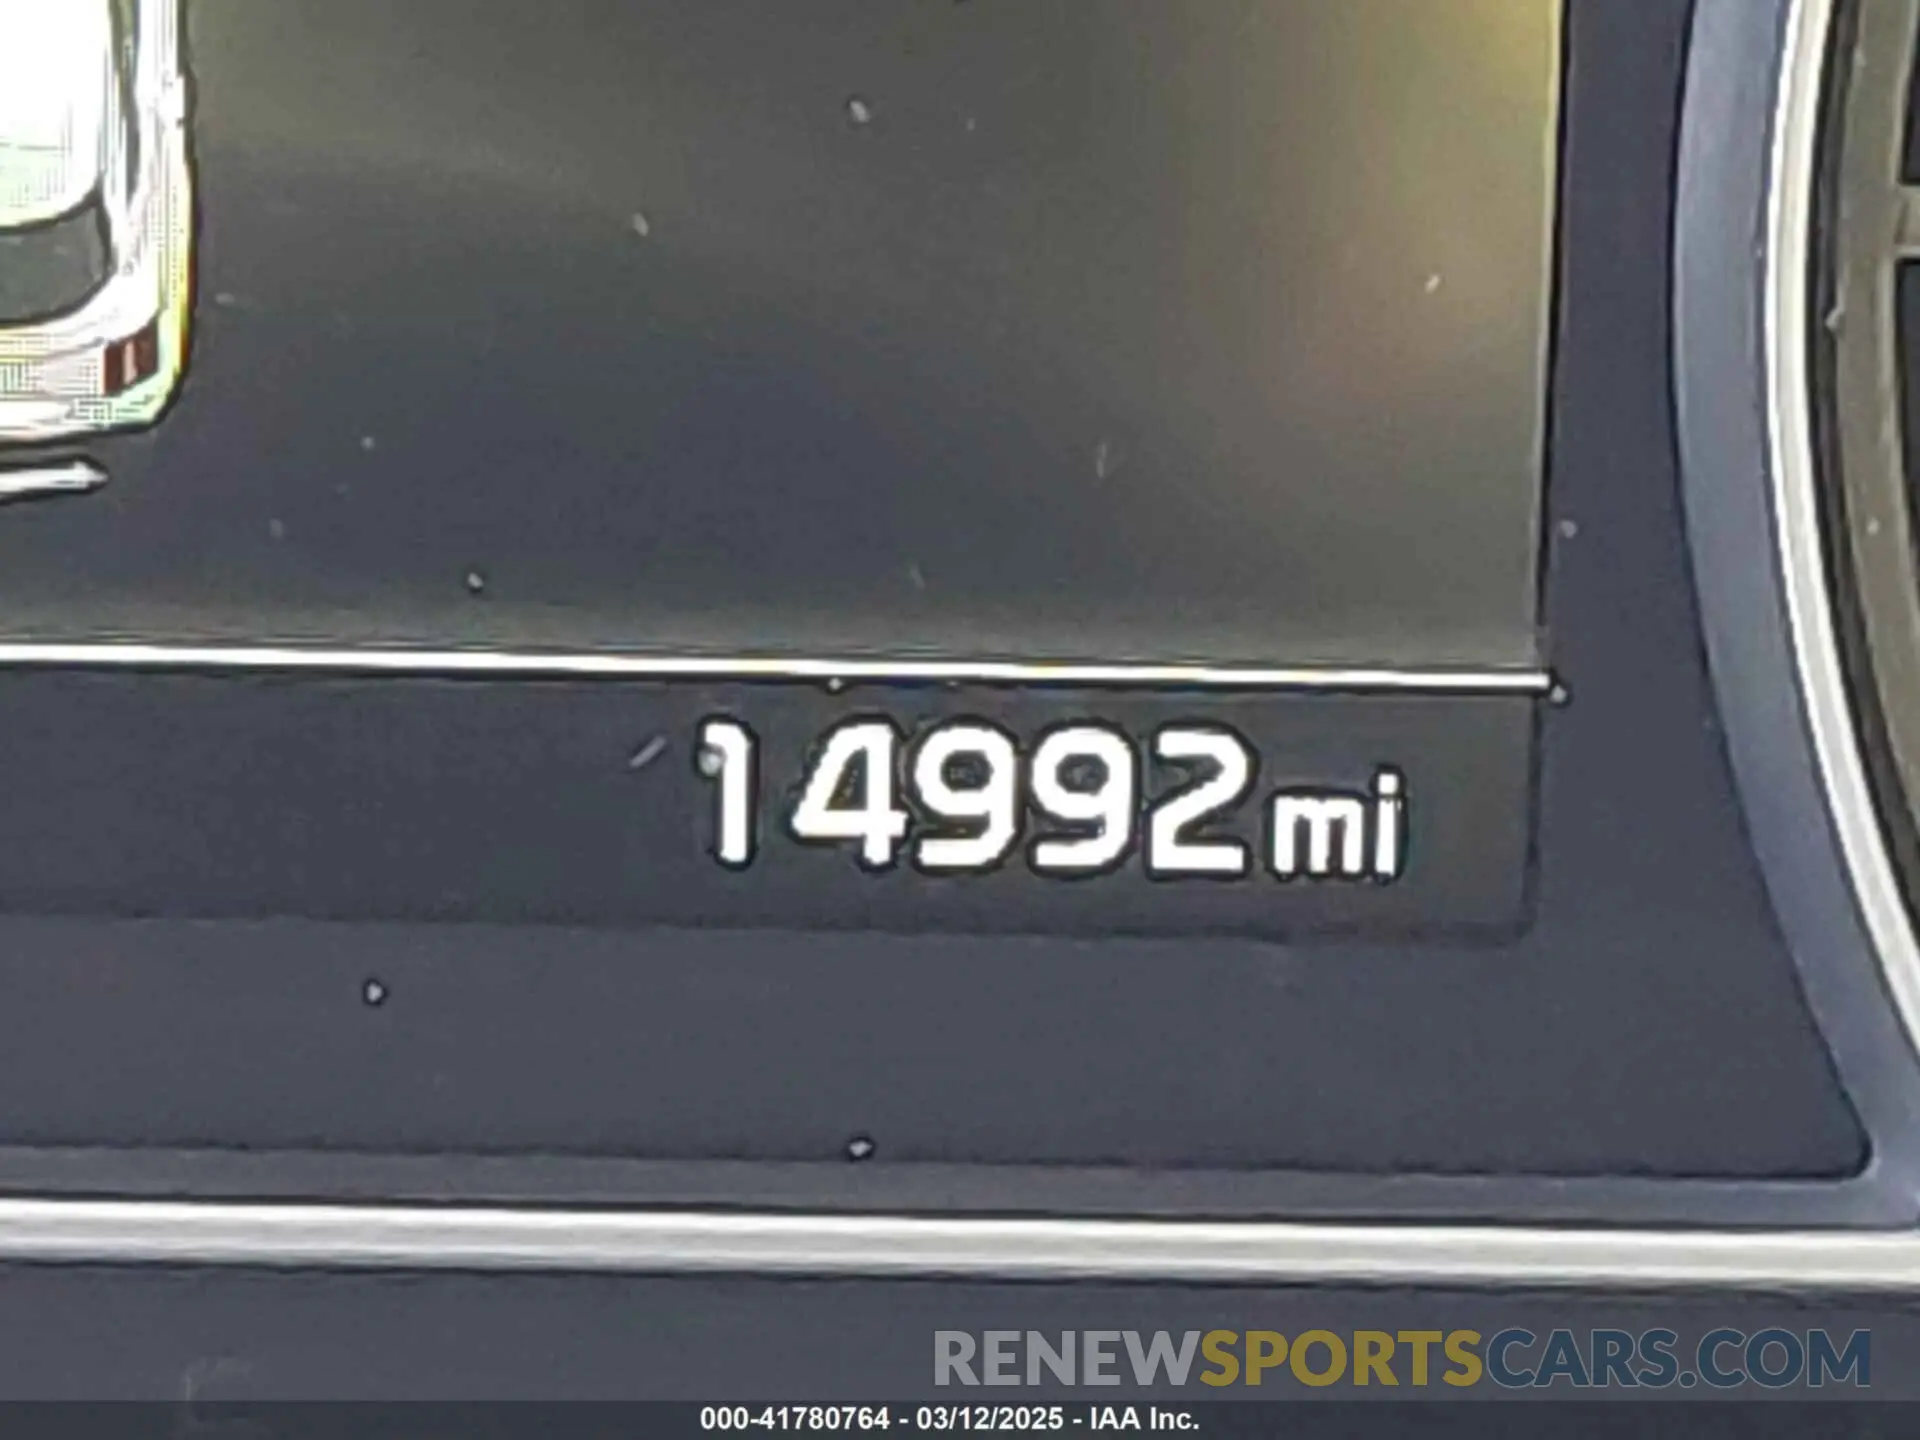 14992mi
RENEWSPORTSCARS.COM
000-41780764 - 03/12/2025 - IAA Inc.